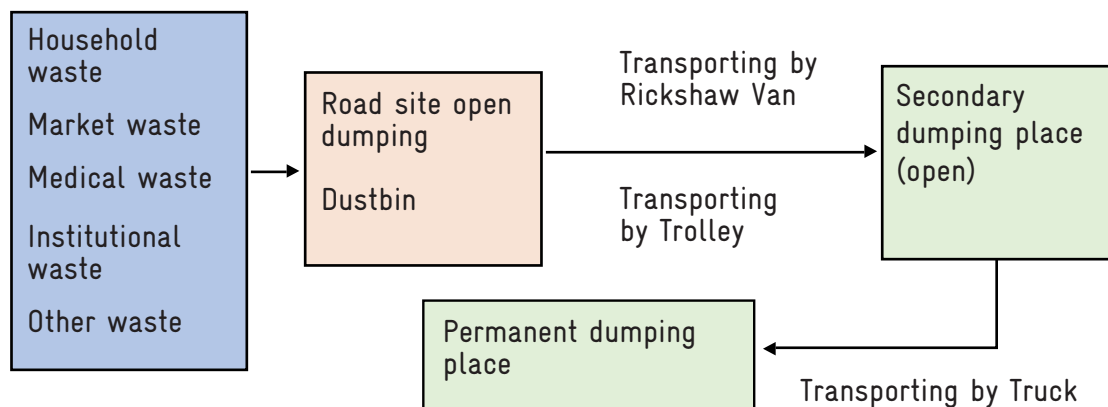 Household
waste
Market waste
Medical waste
Institutional
waste
Other waste
Road site open
dumping
Dustbin
Transporting by
Rickshaw Van
Transporting
by Trolley
Secondary
dumping place
(open)
Permanent dumping
place
Transporting by Truck